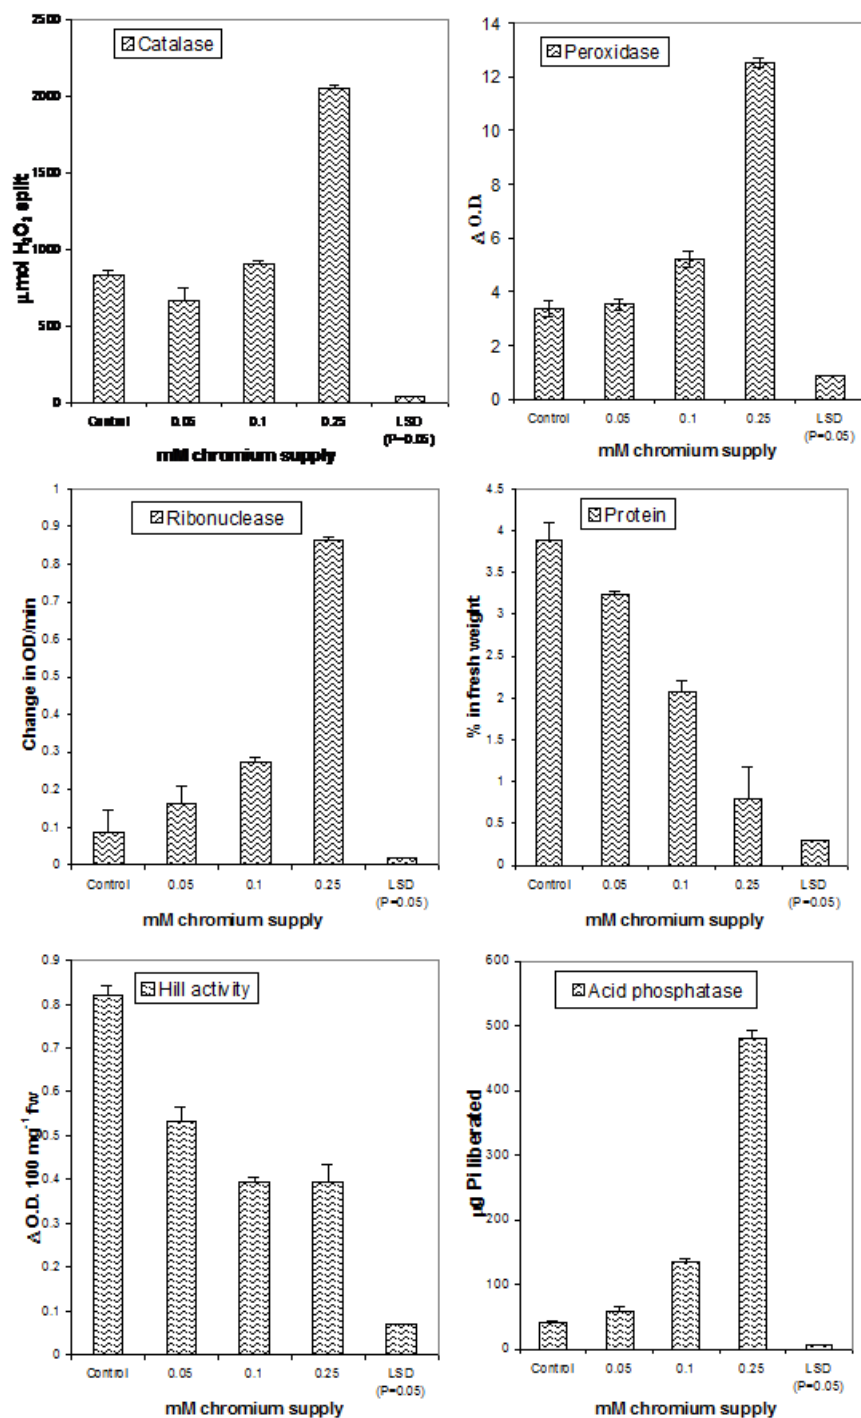 Catalase
2500
2000
1500
1000
500
0
µmol H₂O₂ split
Control 0.05 0.1 0.25 LSD
(P=0.05)
mM chromium supply
Peroxidase
14
12
10
8
6
4
2
0
Δ O.D.
Control 0.05 0.1 0.25 LSD
(P=0.05)
mM chromium supply
Ribonuclease
1
0.9
0.8
0.7
0.6
0.5
0.4
0.3
0.2
0.1
0
Change in OD/min
Control 0.05 0.1 0.25 LSD
(P=0.05)
mM chromium supply
Protein
4.5
4
3.5
3
2.5
2
1.5
1
0.5
0
% in fresh weight
Control 0.05 0.1 0.25 LSD
(P=0.05)
mM chromium supply
Hill activity
0.9
0.8
0.7
0.6
0.5
0.4
0.3
0.2
0.1
0
Δ O.D. 100 mg⁻¹ fw
Control 0.05 0.1 0.25 LSD
(P=0.05)
mM chromium supply
Acid phosphatase
600
500
400
300
200
100
0
µg Pi liberated
Control 0.05 0.1 0.25 LSD
(P=0.05)
mM chromium supply